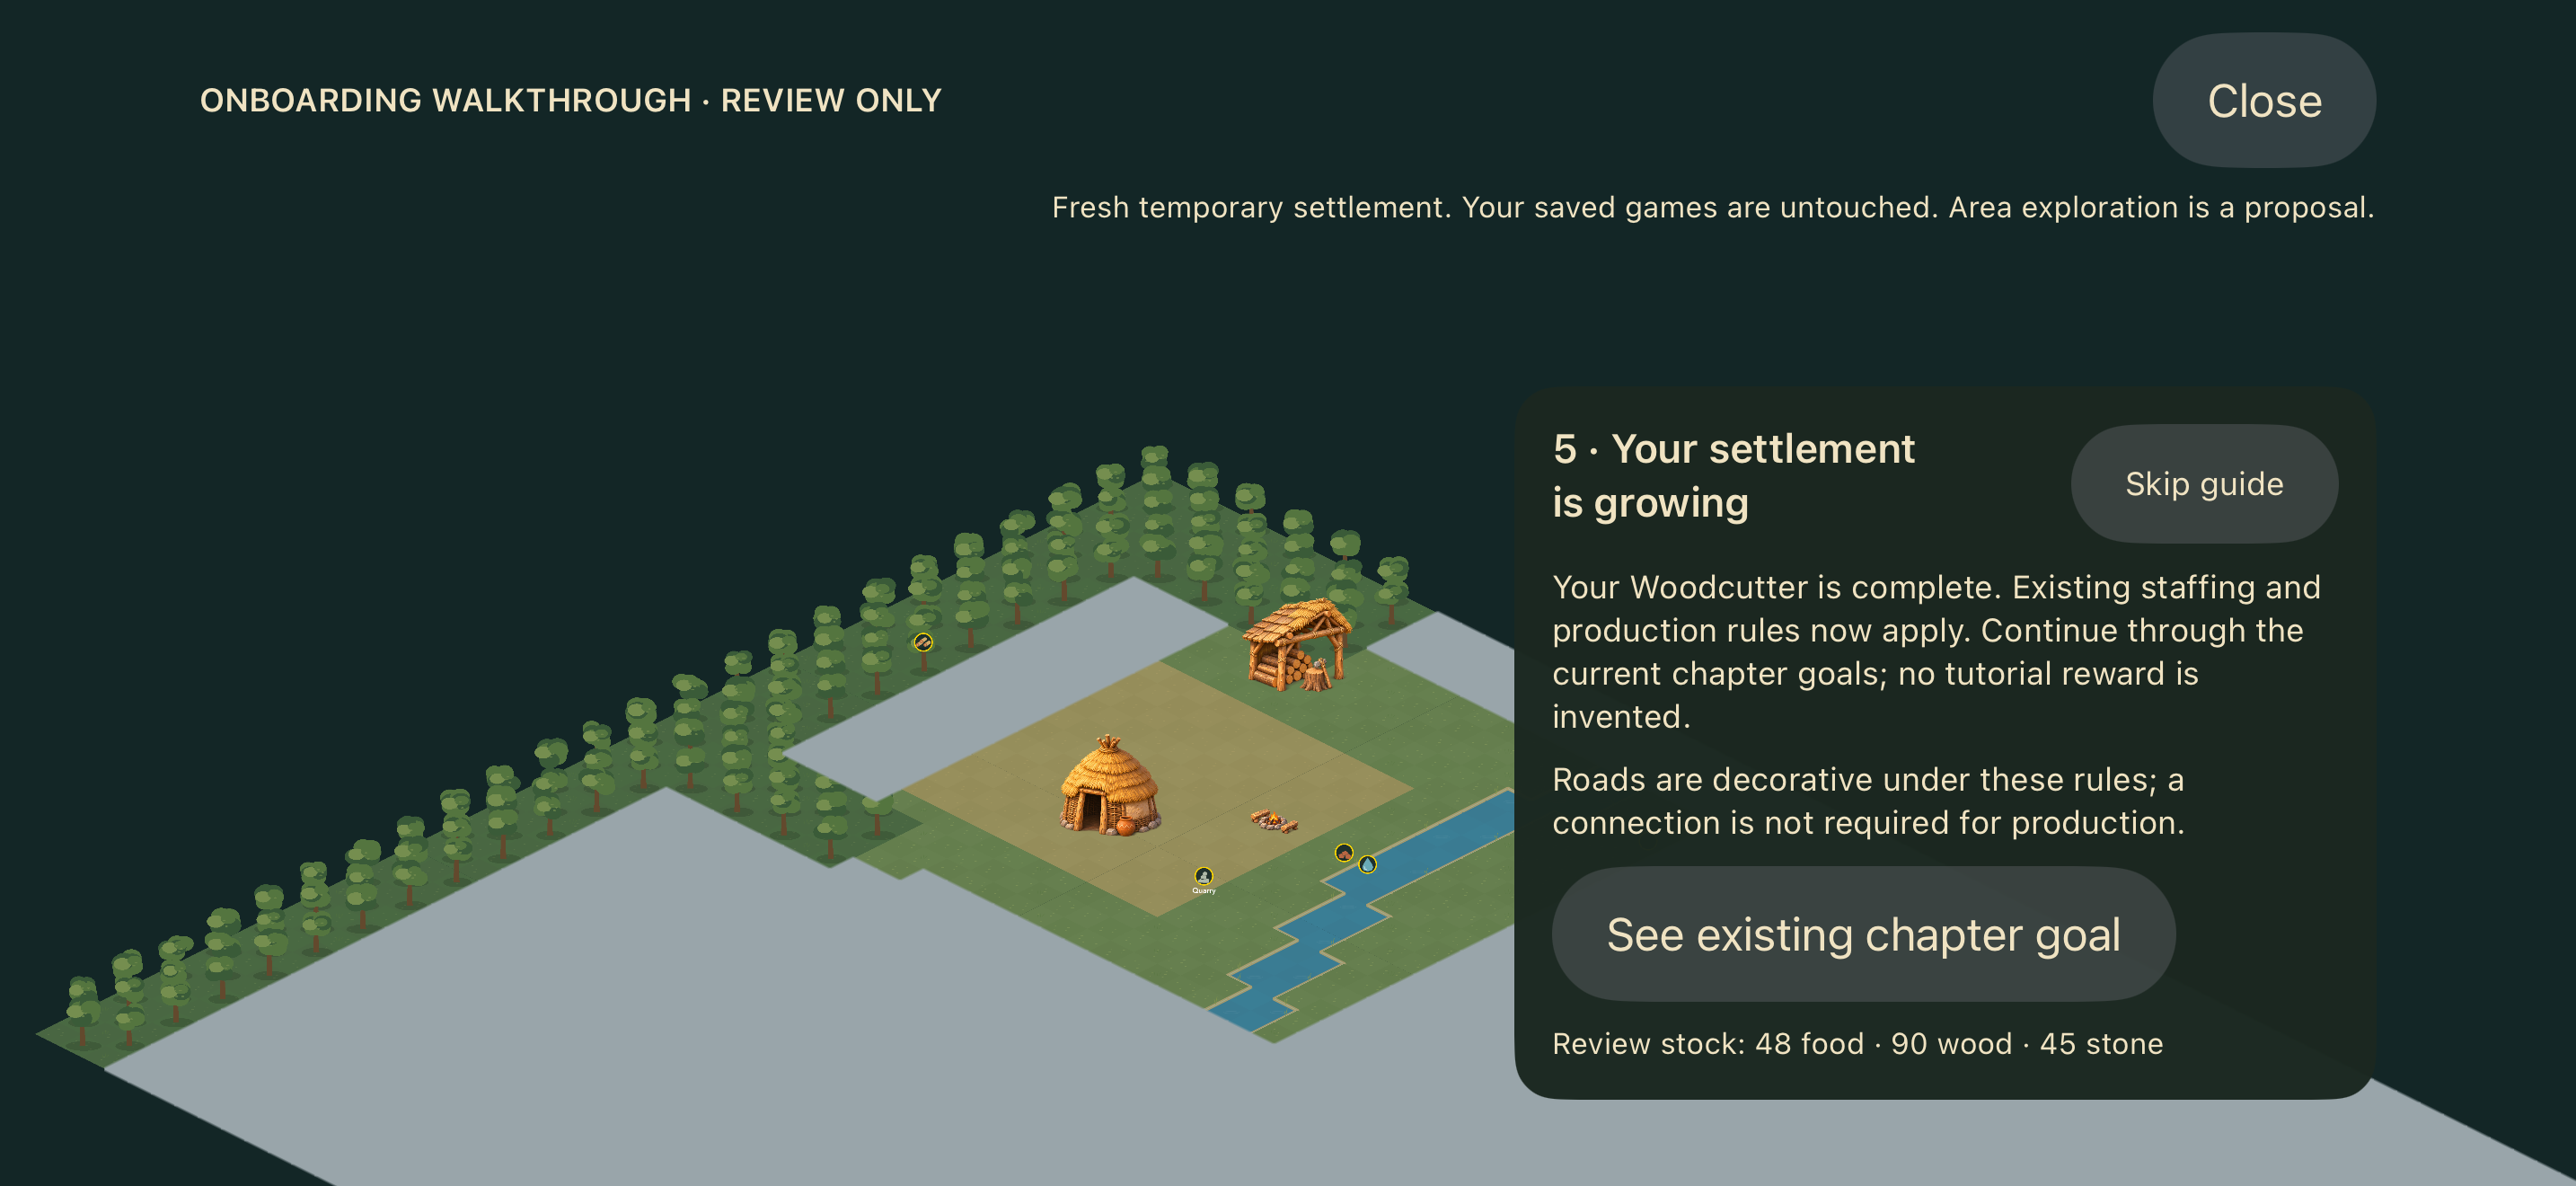 ONBOARDING WALKTHROUGH · REVIEW ONLY
Close
Fresh temporary settlement. Your saved games are untouched. Area exploration is a proposal.
5 · Your settlement
is growing
Skip guide
Your Woodcutter is complete. Existing staffing and
production rules now apply. Continue through the
current chapter goals; no tutorial reward is
invented.
Roads are decorative under these rules; a
connection is not required for production.
Quarry
See existing chapter goal
Review stock: 48 food · 90 wood · 45 stone